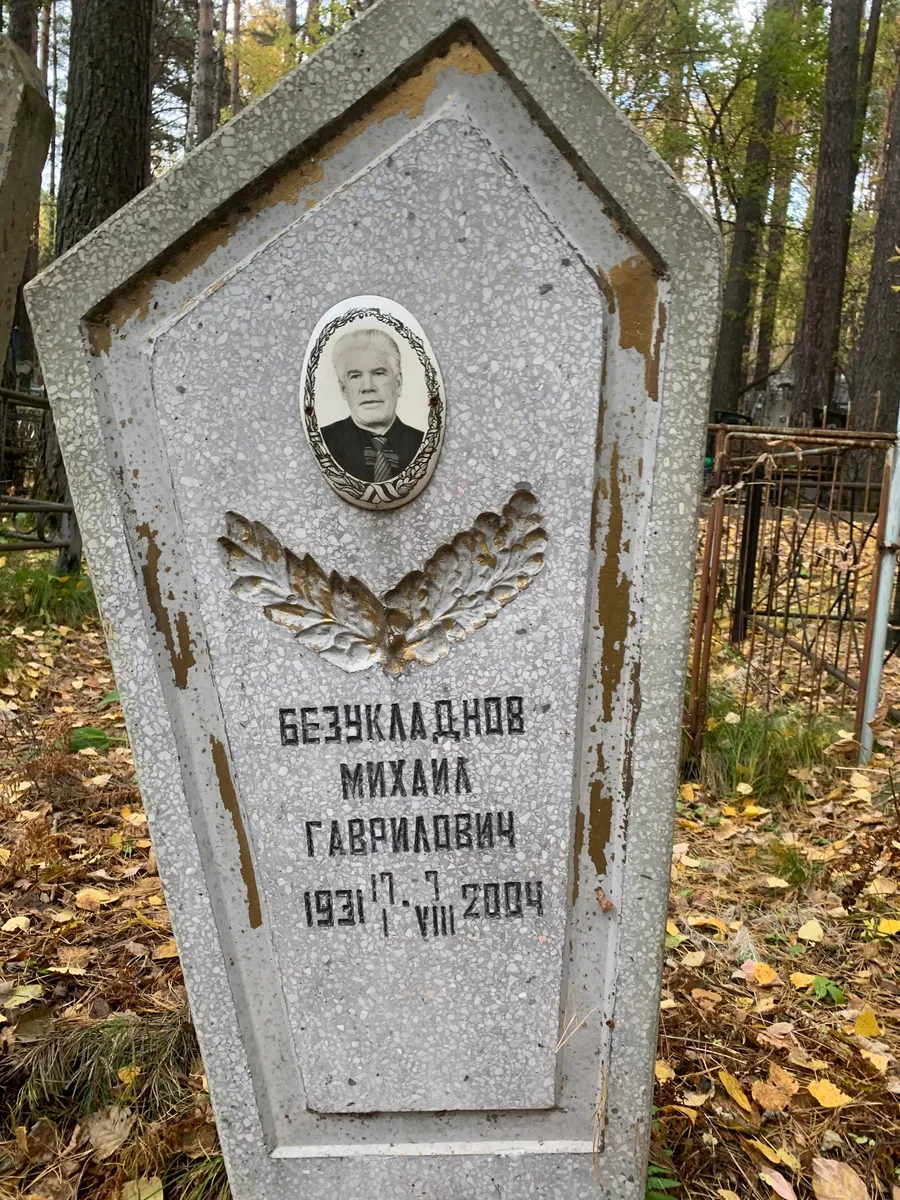 БЕЗУКЛАДНОВ
МИХАИЛ
ГАВРИЛОВИЧ
1931 17/I - 7/VIII 2004